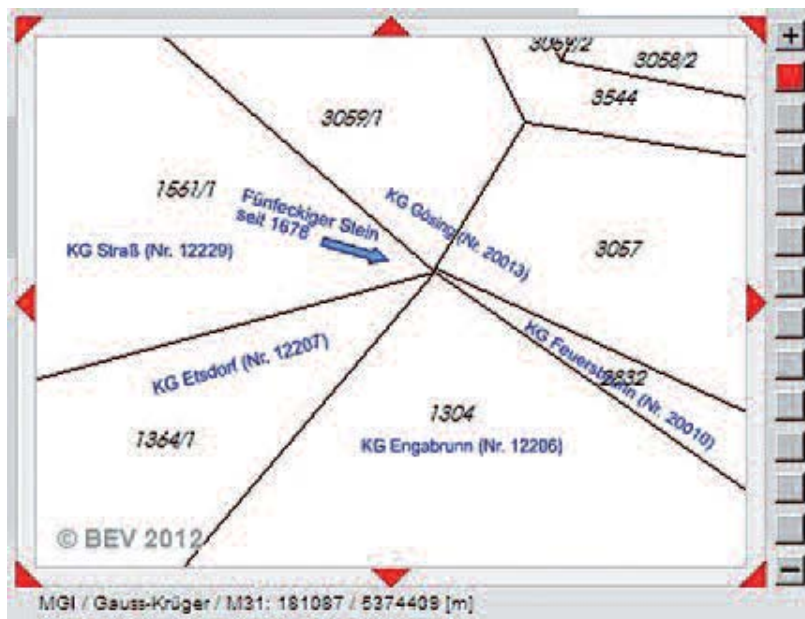 3059/2
3058/2
3544
3059/1
1561/1
Fünfeckiger Stein
seit 1678
KG Gösing (Nr. 20013)
KG Straß (Nr. 12229)
3057
KG Etsdorf (Nr. 12207)
KG Feuersbrunn (Nr. 20010)
2832
1304
1364/1
KG Engabrunn (Nr. 12206)
© BEV 2012
MGI / Gauss-Krüger / M31: 181087 / 5374409 [m]